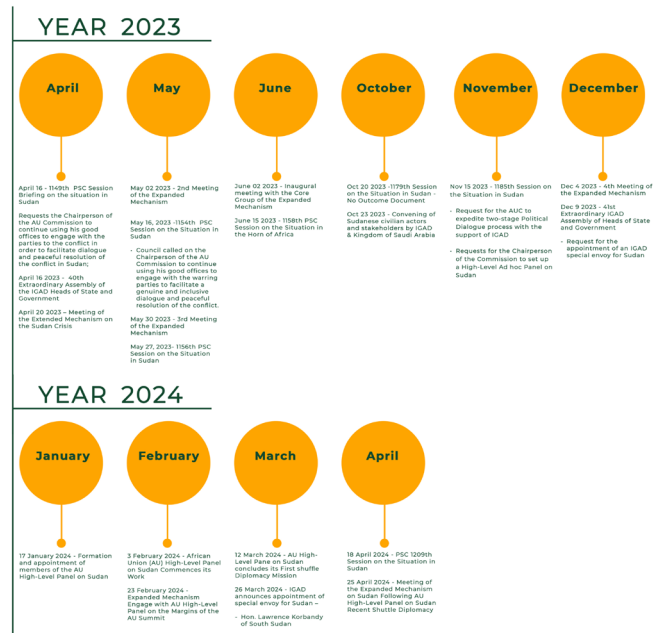 YEAR 2023
April
April 16 - 1149th PSC Session
Briefing on the situation in
Sudan
Requests the Chairperson of
the AU Commission to
continue using his good
offices to engage with the
parties to the conflict in
order to facilitate dialogue
and peaceful resolution of
the conflict in Sudan;
April 16 2023 - 40th
Extraordinary Assembly of
the IGAD Heads of State and
Government
April 20 2023 – Meeting of
the Extended Mechanism on
the Sudan Crisis
May
May 02 2023 - 2nd Meeting
of the Expanded
Mechanism
May 16, 2023 -1154th PSC
Session on the Situation in
Sudan
- Council called on the
Chairperson of the AU
Commission to continue
using his good offices to
engage with the warring
parties to facilitate a
genuine and inclusive
dialogue and peaceful
resolution of the conflict.
May 30 2023 - 3rd Meeting
of the Expanded
Mechanism
May 27, 2023- 1156th PSC
Session on the Situation
in Sudan
June
June 02 2023 - Inaugural
meeting with the Core
Group of the Expanded
Mechanism
June 15 2023 - 1158th PSC
Session on the Situation in
the Horn of Africa
October
Oct 20 2023 -1179th Session
on the Situation in Sudan -
No Outcome Document
Oct 23 2023 - Convening of
Sudanese civilian actors
and stakeholders by IGAD
& Kingdom of Saudi Arabia
November
Nov 15 2023 - 1185th Session on
the Situation in Sudan
- Request for the AUC to
expedite two-stage Political
Dialogue process with the
support of IGAD
- Requests for the Chairperson
of the Commission to set up
a High-Level Ad hoc Panel on
Sudan
December
Dec 4 2023 - 4th Meeting of
the Expanded Mechanism
Dec 9 2023 - 41st
Extraordinary IGAD
Assembly of Heads of State
and Government
- Request for the
appointment of an IGAD
special envoy for Sudan
YEAR 2024
January
17 January 2024 - Formation
and appointment of
members of the AU
High-Level Panel on Sudan
February
3 February 2024 - African
Union (AU) High-Level Panel
on Sudan Commences its
Work
23 February 2024 -
Expanded Mechanism
Engage with AU High-Level
Panel on the Margins of the
AU Summit
March
12 March 2024 - AU High-
Level Pane on Sudan
concludes its First shuffle
Diplomacy Mission
26 March 2024 - IGAD
announces appointment of
special envoy for Sudan –
- Hon. Lawrence Korbandy
of South Sudan
April
18 April 2024 - PSC 1209th
Session on the Situation in
Sudan
25 April 2024 - Meeting of
the Expanded Mechanism
on Sudan Following AU
High-Level Panel on Sudan
Recent Shuttle Diplomacy